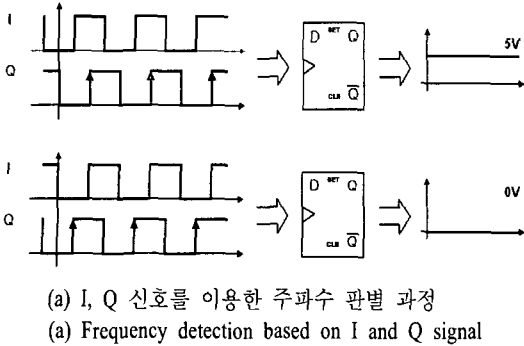 I
Q
D SET Q
CLR Q̅
5V
I
Q
D SET Q
CLR Q̅
0V
(a) I, Q 신호를 이용한 주파수 판별 과정
(a) Frequency detection based on I and Q signal